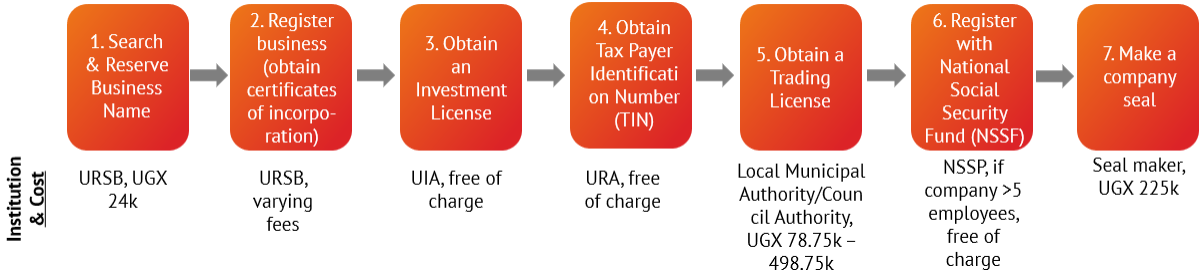 1. Search
& Reserve
Business
Name
2. Register
business
(obtain
certificates
of incorpo-
ration)
3. Obtain
an
Investment
License
4. Obtain
Tax Payer
Identificati
on Number
(TIN)
5. Obtain a
Trading
License
6. Register
with
National
Social
Security
Fund (NSSF)
7. Make a
company
seal
Institution
& Cost
URSB, UGX
24k
URSB,
varying
fees
UIA, free of
charge
URA, free
of charge
Local Municipal
Authority/Coun
cil Authority,
UGX 78.75k –
498.75k
NSSP, if
company >5
employees,
free of
charge
Seal maker,
UGX 225k